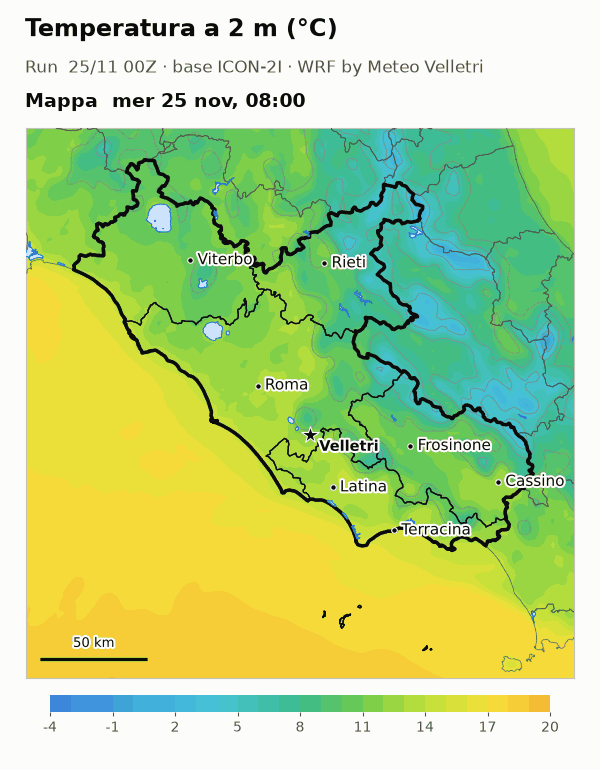 Temperatura a 2 m (°C)
Run  25/11 00Z · base ICON-2I · WRF by Meteo Velletri
Mappa  mer 25 nov, 08:00
Viterbo
Rieti
Roma
Velletri
Frosinone
Cassino
Latina
Terracina
50 km
-4 -1 2 5 8 11 14 17 20